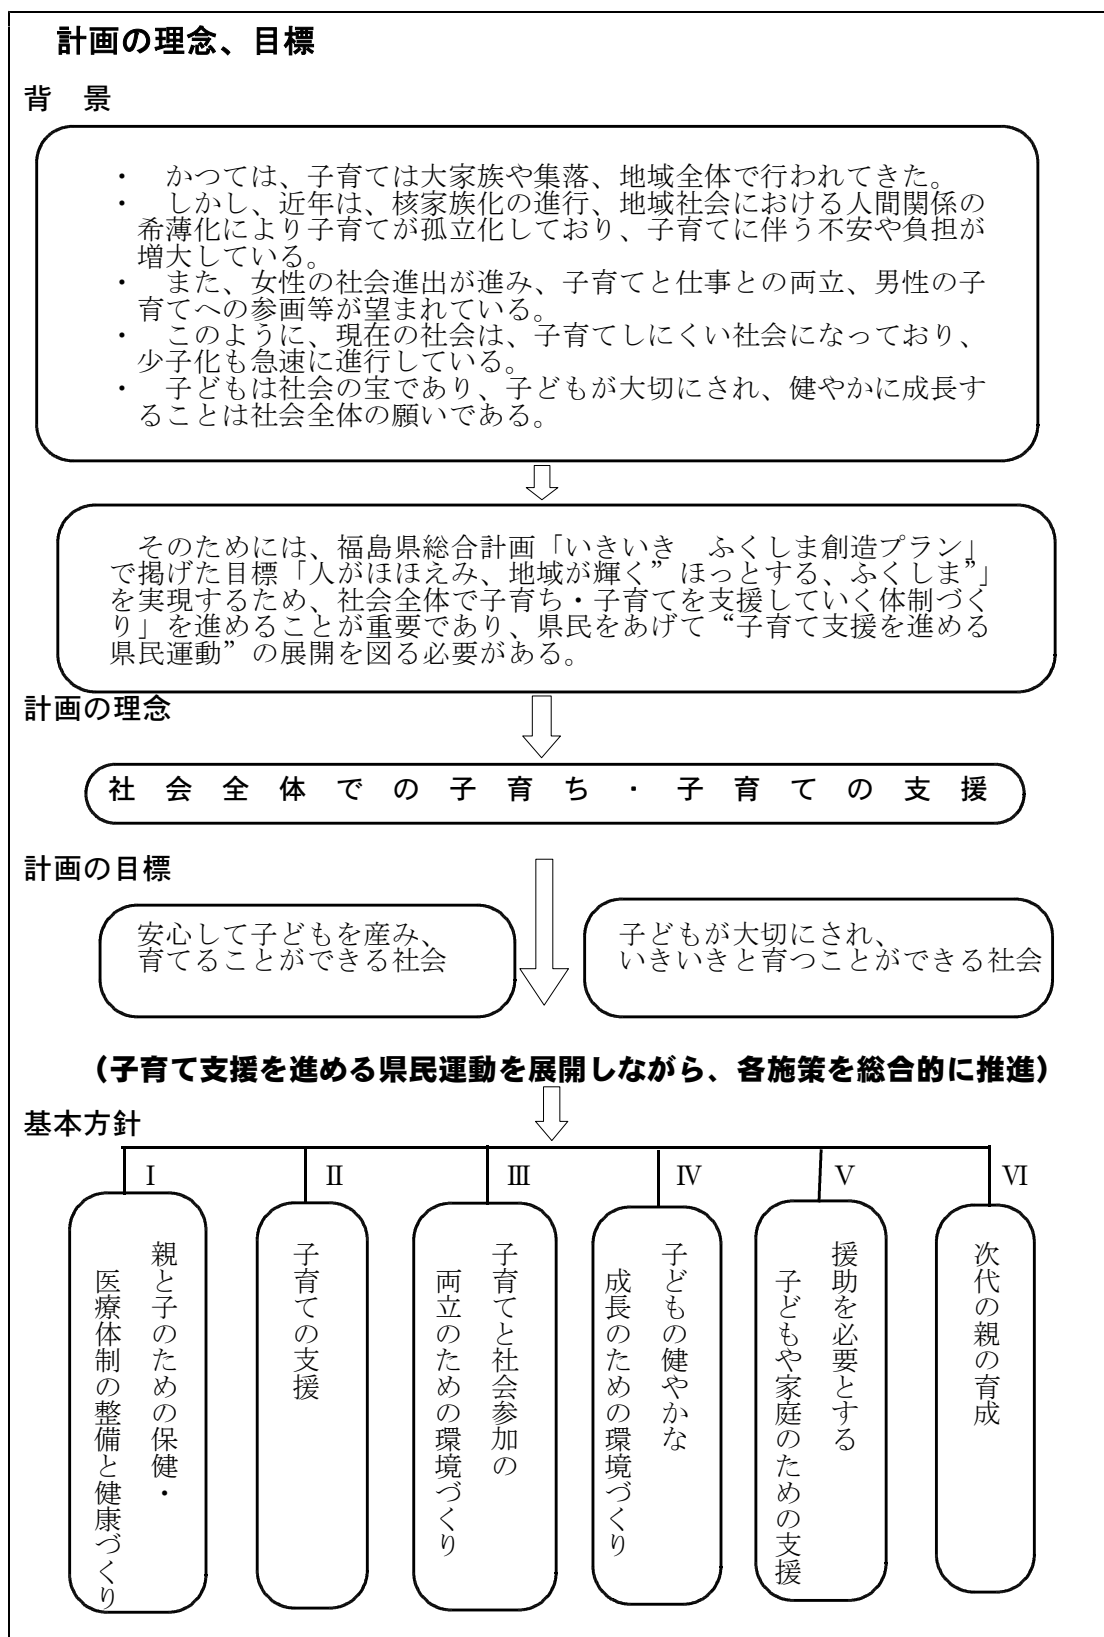 計画の理念、目標
背　景
・　かつては、子育ては大家族や集落、地域全体で行われてきた。
・　しかし、近年は、核家族化の進行、地域社会における人間関係の
希薄化により子育てが孤立化しており、子育てに伴う不安や負担が
増大している。
・　また、女性の社会進出が進み、子育てと仕事との両立、男性の子
育てへの参画等が望まれている。
・　このように、現在の社会は、子育てしにくい社会になっており、
少子化も急速に進行している。
・　子どもは社会の宝であり、子どもが大切にされ、健やかに成長す
ることは社会全体の願いである。
そのためには、福島県総合計画「いきいき　ふくしま創造プラン」
で掲げた目標「人がほほえみ、地域が輝く”ほっとする、ふくしま”」
を実現するため、社会全体で子育ち・子育てを支援していく体制づく
り」を進めることが重要であり、県民をあげて“子育て支援を進める
県民運動”の展開を図る必要がある。
計画の理念
社会全体での子育ち・子育ての支援
計画の目標
安心して子どもを産み、
育てることができる社会
子どもが大切にされ、
いきいきと育つことができる社会
（子育て支援を進める県民運動を展開しながら、各施策を総合的に推進）
基本方針
Ⅰ
親と子のための保健・
医療体制の整備と健康づくり
Ⅱ
子育ての支援
Ⅲ
子育てと社会参加の
両立のための環境づくり
Ⅳ
子どもの健やかな
成長のための環境づくり
Ⅴ
援助を必要とする
子どもや家庭のための支援
Ⅵ
次代の親の育成